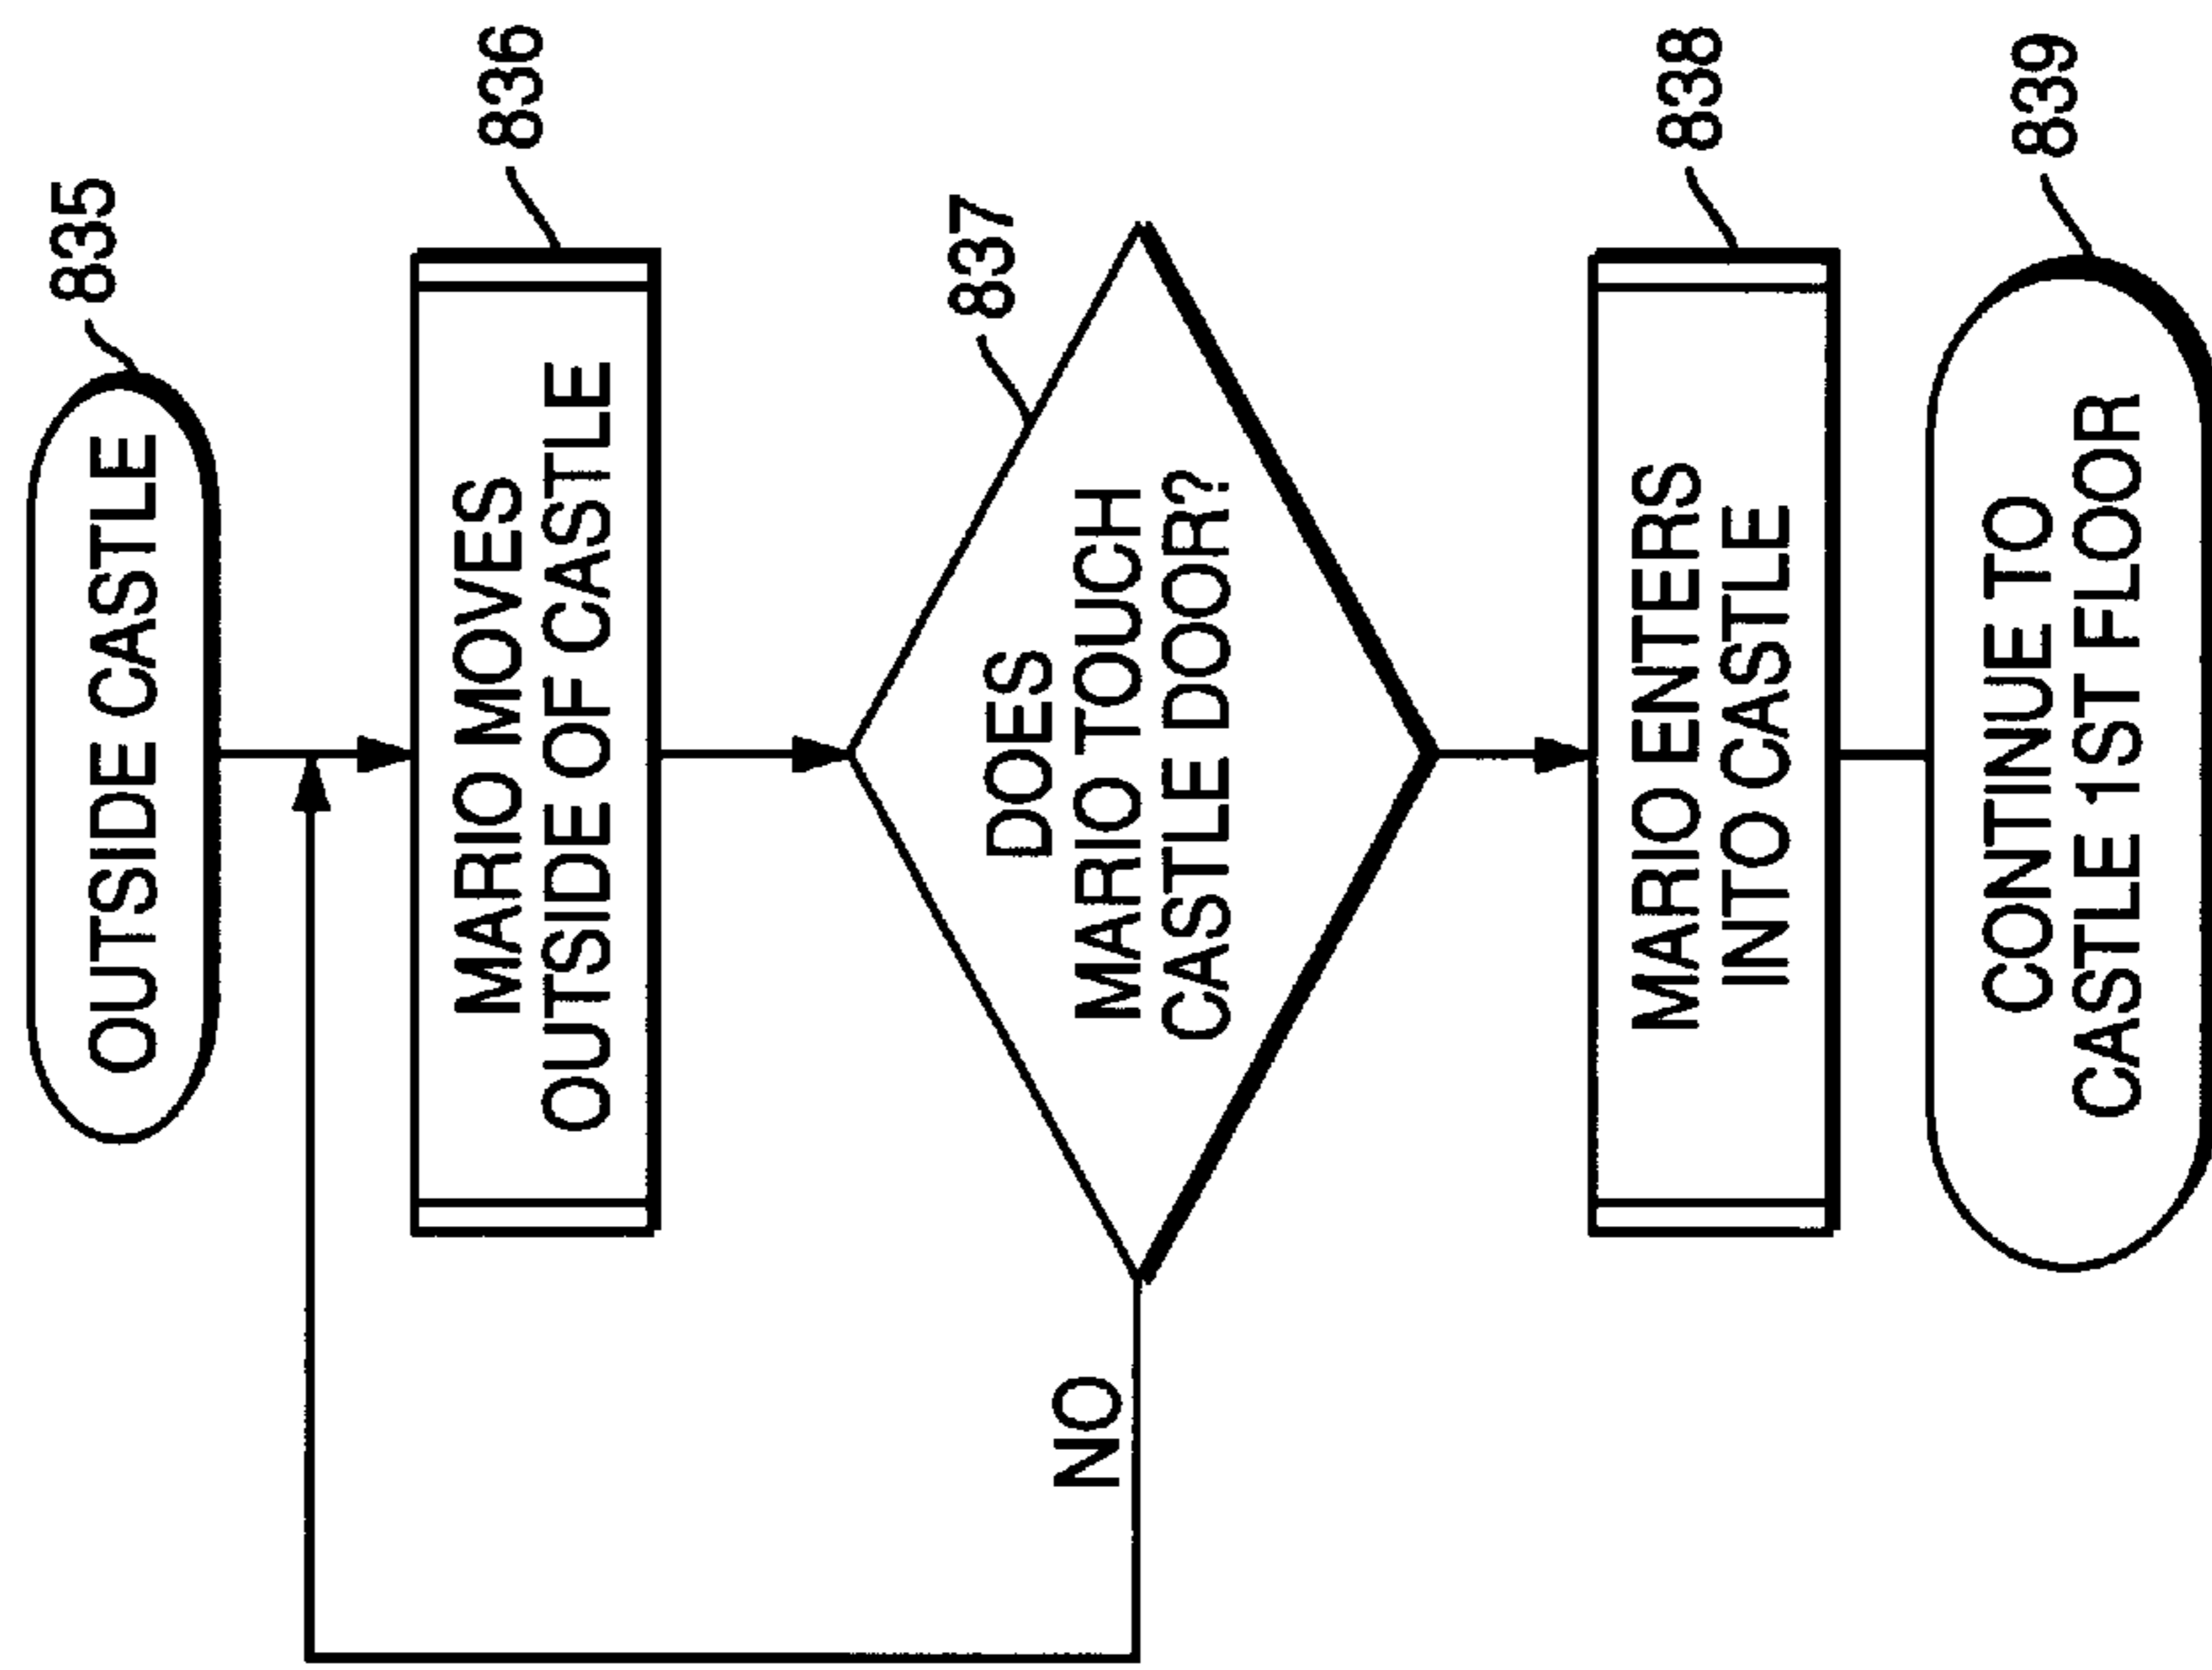 835
OUTSIDE CASTLE
836
MARIO MOVES
OUTSIDE OF CASTLE
837
DOES
MARIO TOUCH
CASTLE DOOR?
NO
838
MARIO ENTERS
INTO CASTLE
839
CONTINUE TO
CASTLE 1ST FLOOR